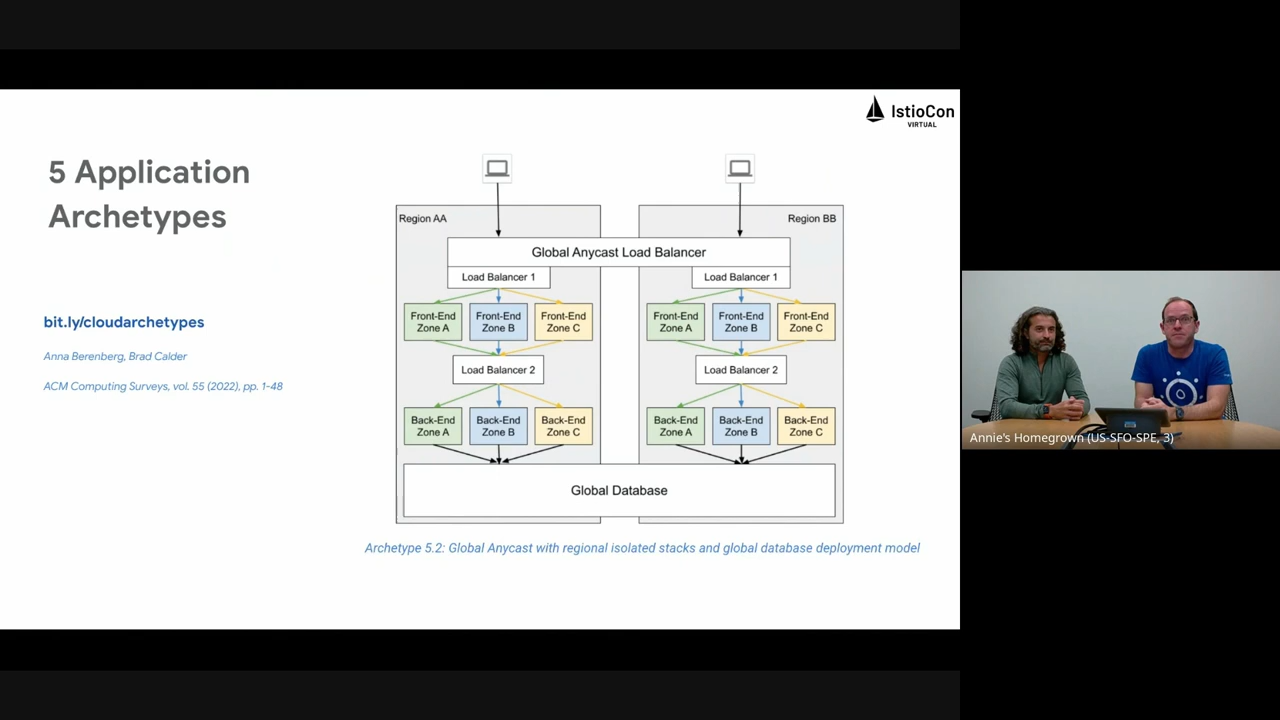 IstioCon
VIRTUAL
5 Application
Archetypes
bit.ly/cloudarchetypes
Anna Berenberg, Brad Calder
ACM Computing Surveys, vol. 55 (2022), pp. 1-48
Region AA
Region BB
Global Anycast Load Balancer
Load Balancer 1
Load Balancer 1
Front-End
Zone A
Front-End
Zone B
Front-End
Zone C
Front-End
Zone A
Front-End
Zone B
Front-End
Zone C
Load Balancer 2
Load Balancer 2
Back-End
Zone A
Back-End
Zone B
Back-End
Zone C
Back-End
Zone A
Back-End
Zone B
Back-End
Zone C
Global Database
Archetype 5.2: Global Anycast with regional isolated stacks and global database deployment model
Annie's Homegrown (US-SFO-SPE, 3)